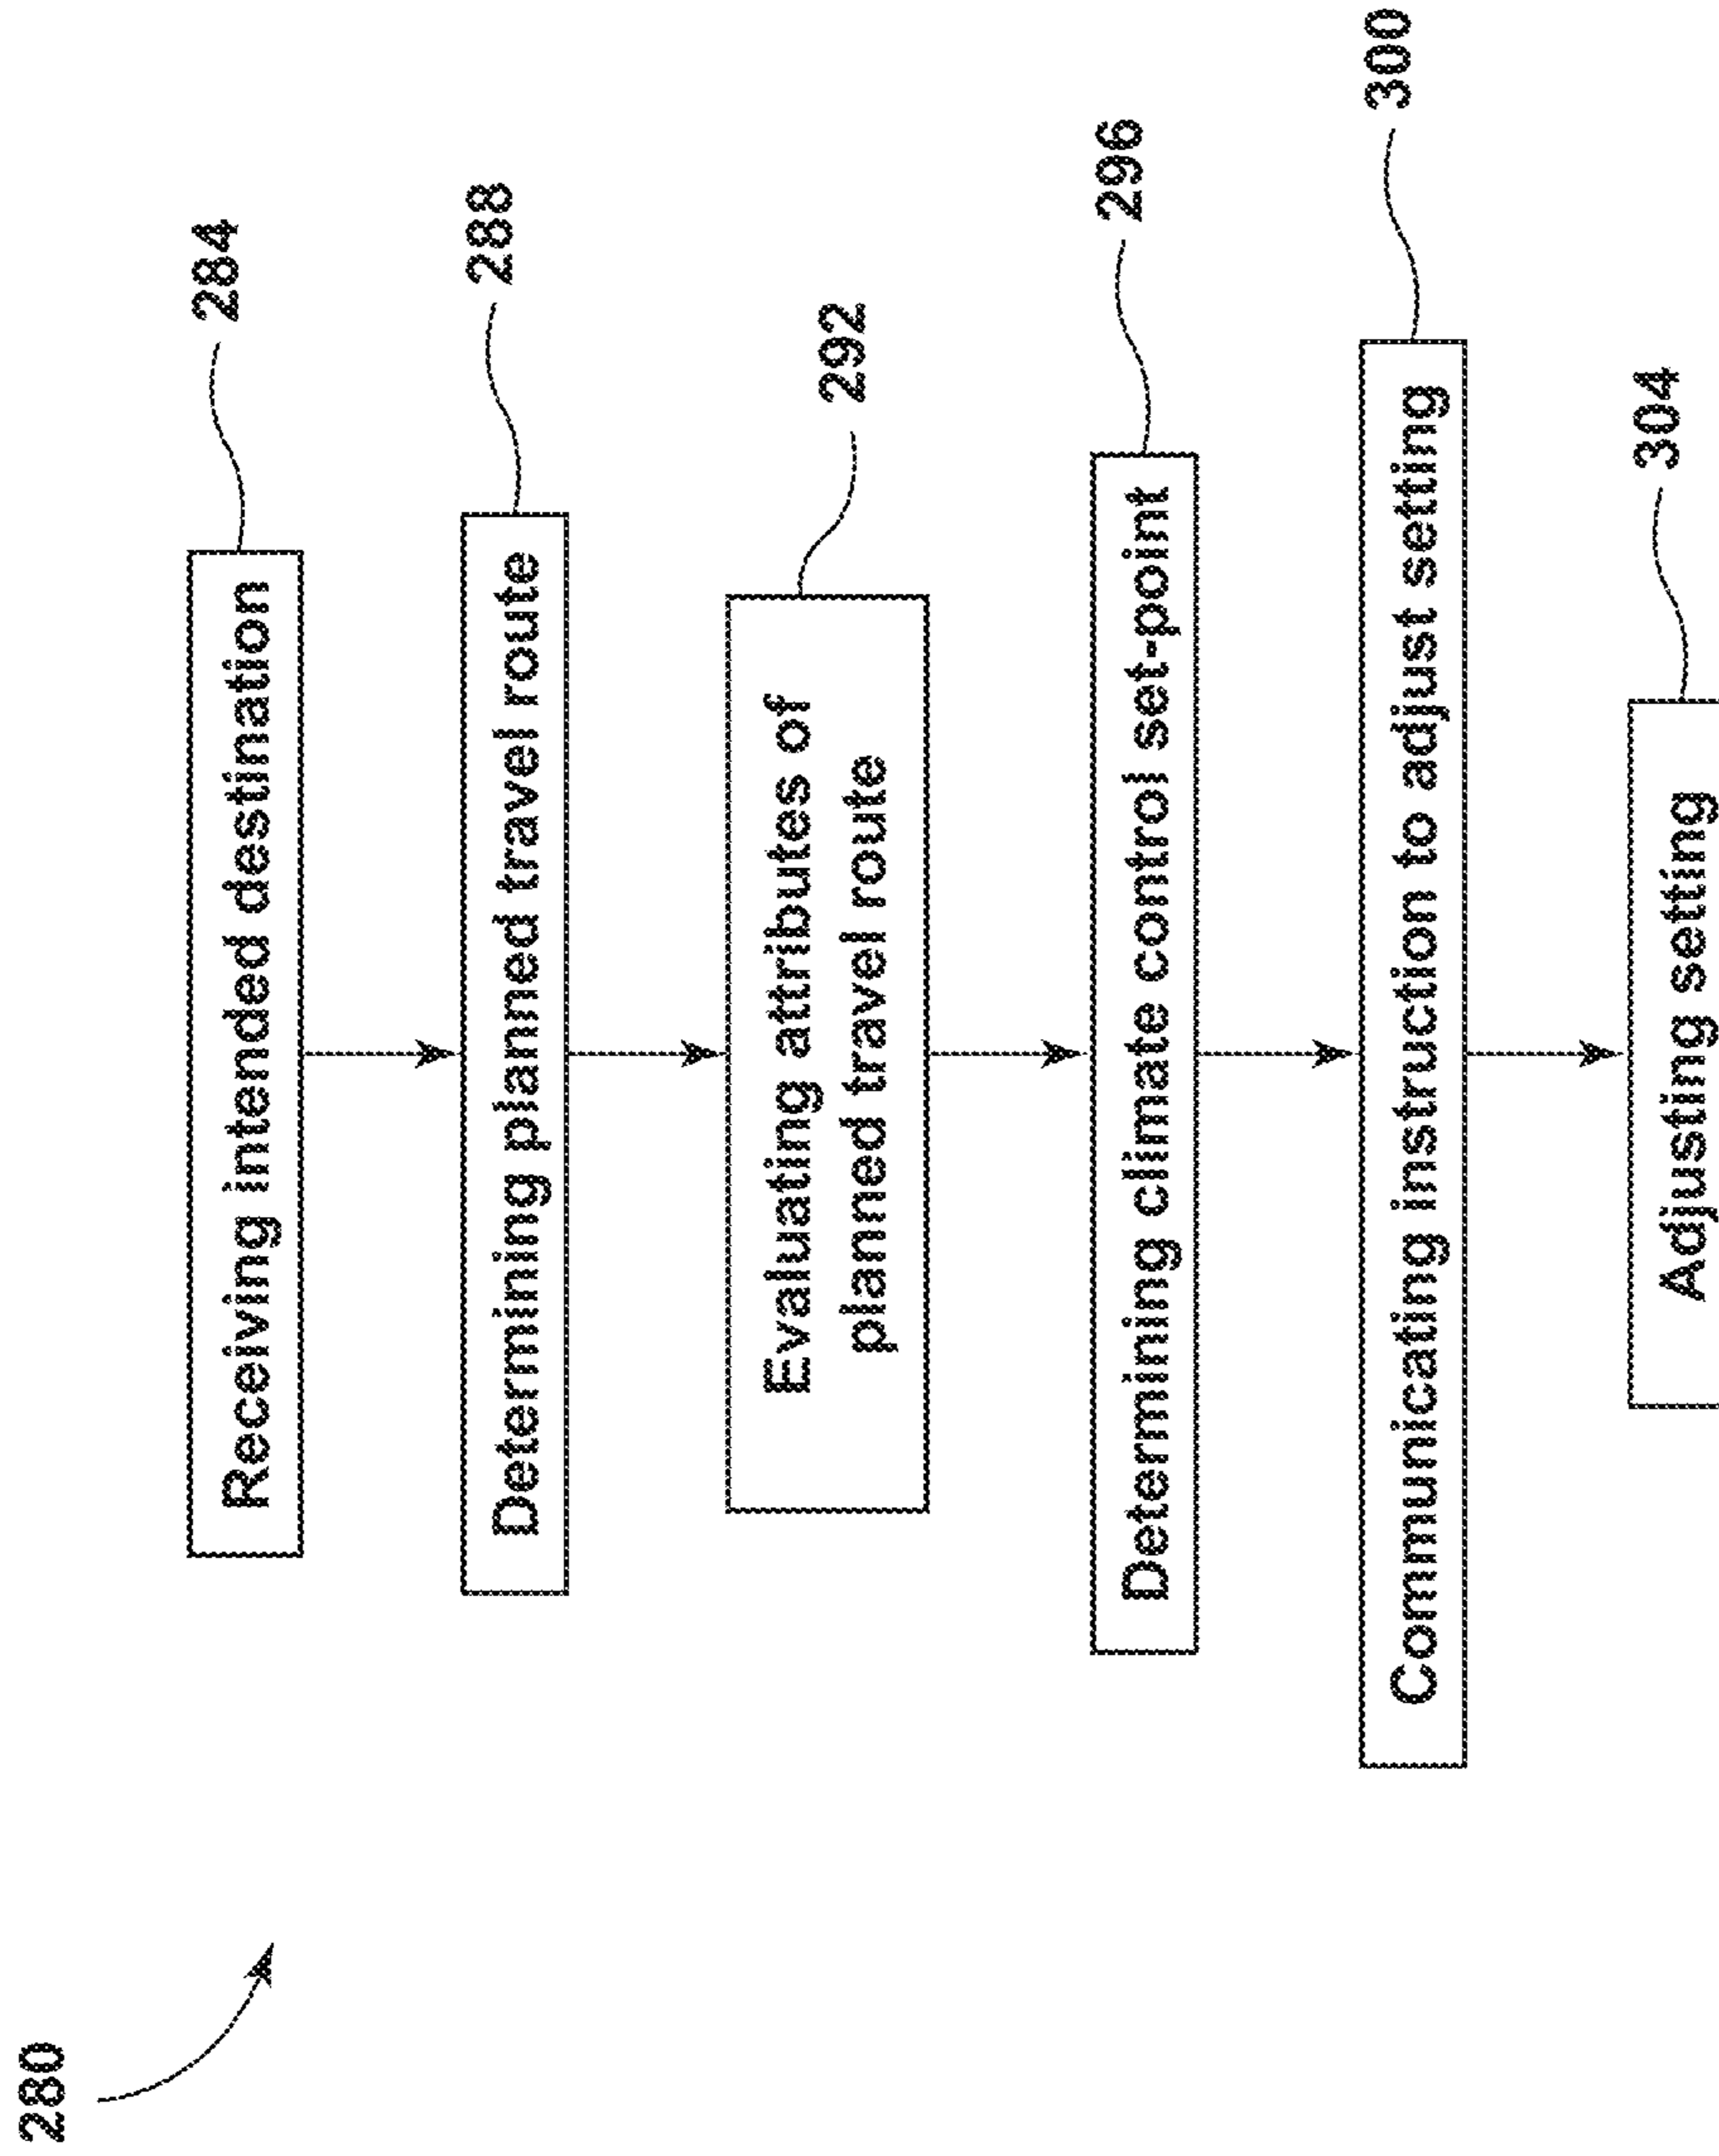 280
Receiving intended destination
284
Determining planned travel route
288
Evaluating attributes of
planned travel route
292
Determining climate control set-point
296
Communicating instruction to adjust setting
300
Adjusting setting
304